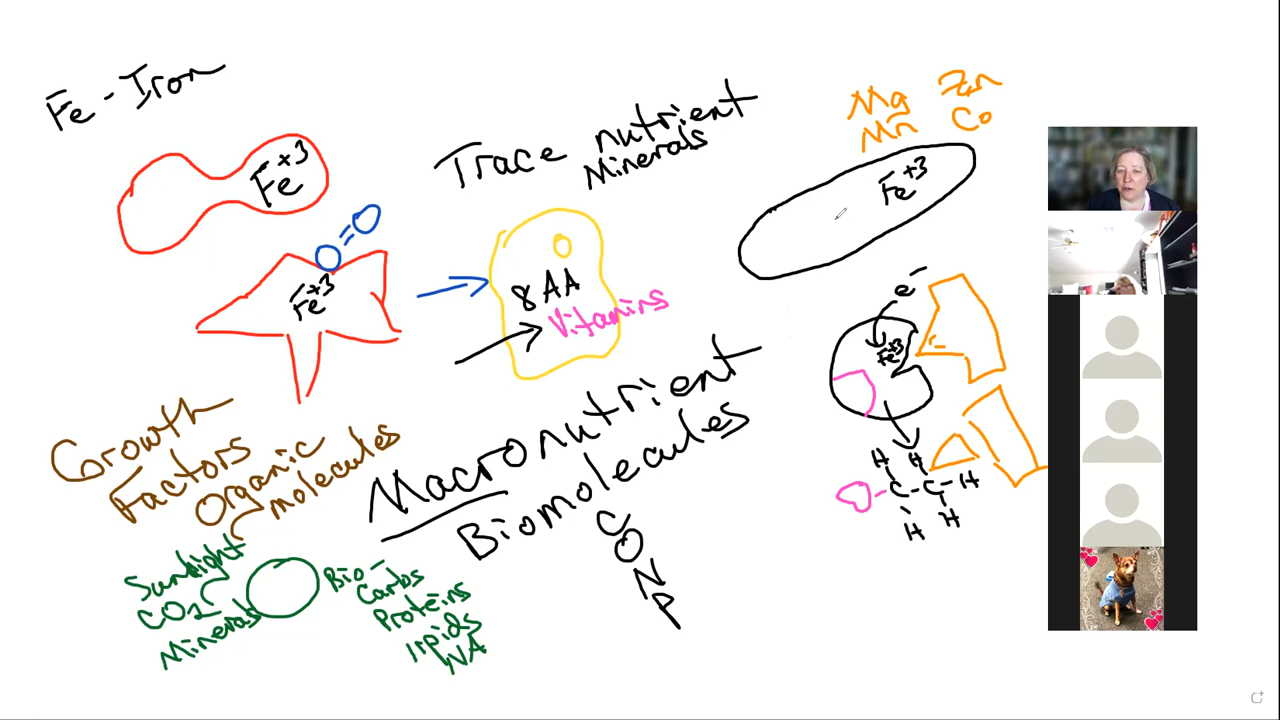 Fe - Iron
Fe+3
O=O
Fe+3
Trace nutrient
Minerals
8 AA
Vitamins
Mg Zn
Mn Co
Fe+3
e-
Fe+3
H H
C - C - H
H H
Growth
Factors
Organic
molecules
Macronutrient
Biomolecules
C
O
N
P
Sunlight
CO2
Minerals
Bio-
Carbs
Proteins
lipids
NA